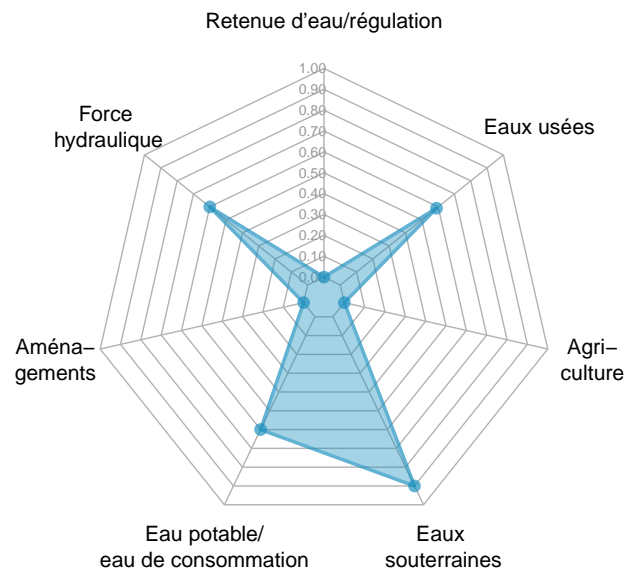 Retenue d'eau/régulation
1.00
0.90
0.80
0.70
0.60
0.50
0.40
0.30
0.20
0.10
0.00
Force
hydraulique
Eaux usées
Aména–
gements
Agri–
culture
Eau potable/
eau de consommation
Eaux
souterraines